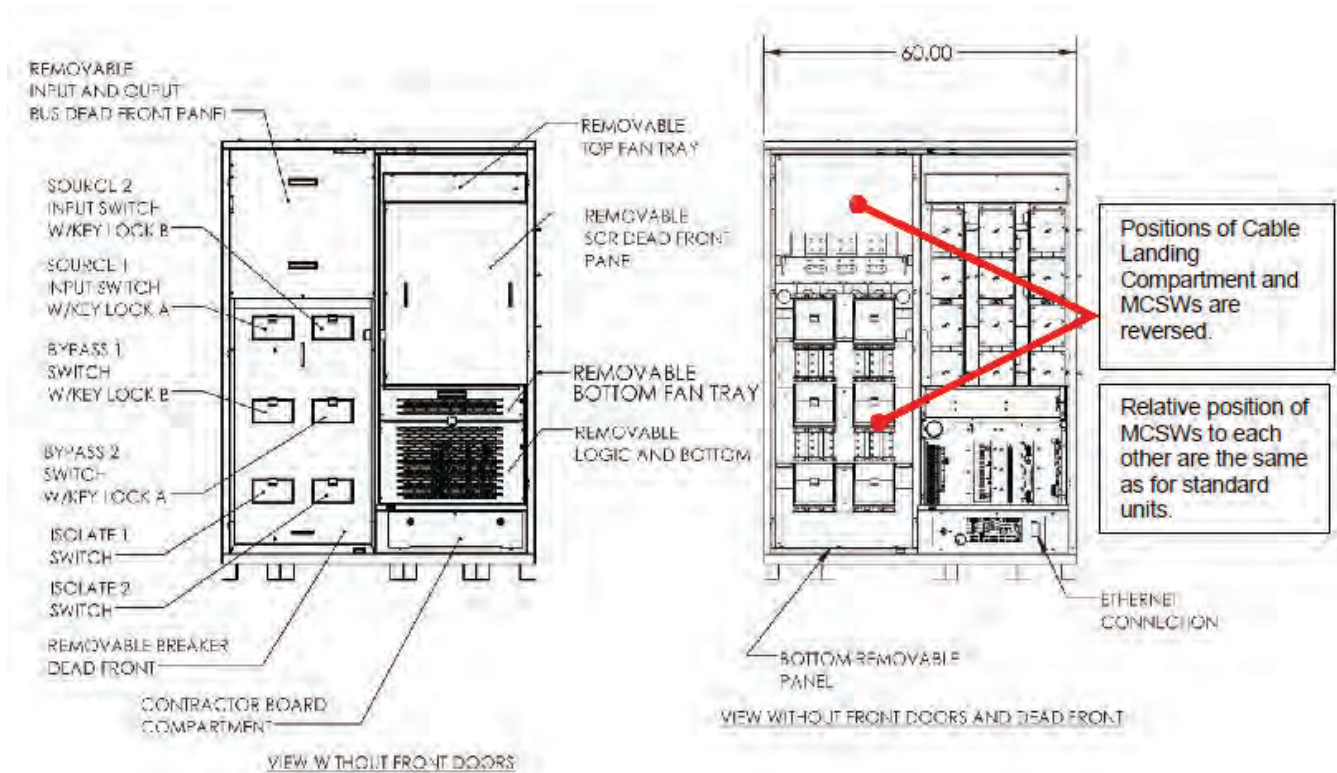 REMOVABLE
INPUT AND OUPUT
BUS DEAD FRONT PANEL
SOURCE 2
INPUT SWITCH
W/KEY LOCK B
SOURCE 1
INPUT SWITCH
W/KEY LOCK A
BYPASS 1
SWITCH
W/KEY LOCK B
BYPASS 2
SWITCH
W/KEY LOCK A
ISOLATE 1
SWITCH
ISOLATE 2
SWITCH
REMOVABLE BREAKER
DEAD FRONT
CONTRACTOR BOARD
COMPARTMENT
VIEW WITHOUT FRONT DOORS
REMOVABLE
TOP FAN TRAY
REMOVABLE
SCR DEAD FRONT
PANEL
REMOVABLE
BOTTOM FAN TRAY
REMOVABLE
LOGIC AND BOTTOM
60.00
Positions of Cable
Landing
Compartment and
MCSWs are
reversed.
Relative position of
MCSWs to each
other are the same
as for standard
units.
ETHERNET
CONNECTION
BOTTOM REMOVABLE
PANEL
VIEW WITHOUT FRONT DOORS AND DEAD FRONT